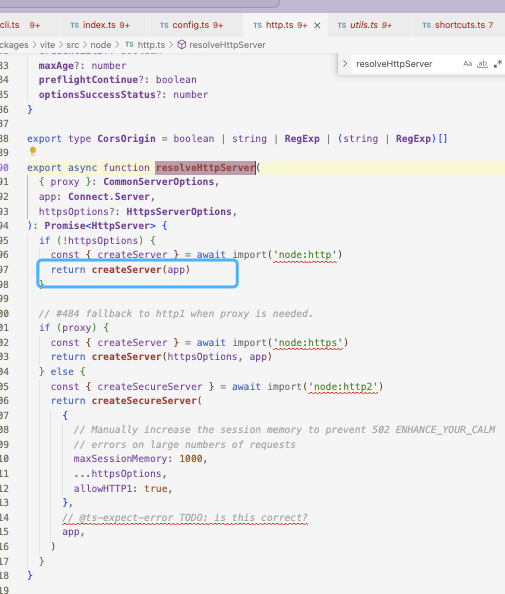 cli.ts 9+ index.ts 9+ config.ts 9+ http.ts 9+ utils.ts 9+ shortcuts.ts 7
ackages > vite > src > node > http.ts > resolveHttpServer
resolveHttpServer Aa ab .*
33 maxAge?: number
34 preflightContinue?: boolean
35 optionsSuccessStatus?: number
36 }
37
38 export type CorsOrigin = boolean | string | RegExp | (string | RegExp)[]
39
90 export async function resolveHttpServer(
91 { proxy }: CommonServerOptions,
92 app: Connect.Server,
93 httpsOptions?: HttpsServerOptions,
94 ): Promise<HttpServer> {
95 if (!httpsOptions) {
96 const { createServer } = await import('node:http')
97 return createServer(app)
98 }
99
00 // #484 fallback to http1 when proxy is needed.
01 if (proxy) {
02 const { createServer } = await import('node:https')
03 return createServer(httpsOptions, app)
04 } else {
05 const { createSecureServer } = await import('node:http2')
06 return createSecureServer(
07 {
08 // Manually increase the session memory to prevent 502 ENHANCE_YOUR_CALM
09 // errors on large numbers of requests
10 maxSessionMemory: 1000,
11 ...httpsOptions,
12 allowHTTP1: true,
13 },
14 // @ts-expect-error TODO: is this correct?
15 app,
16 )
17 }
18 }
19